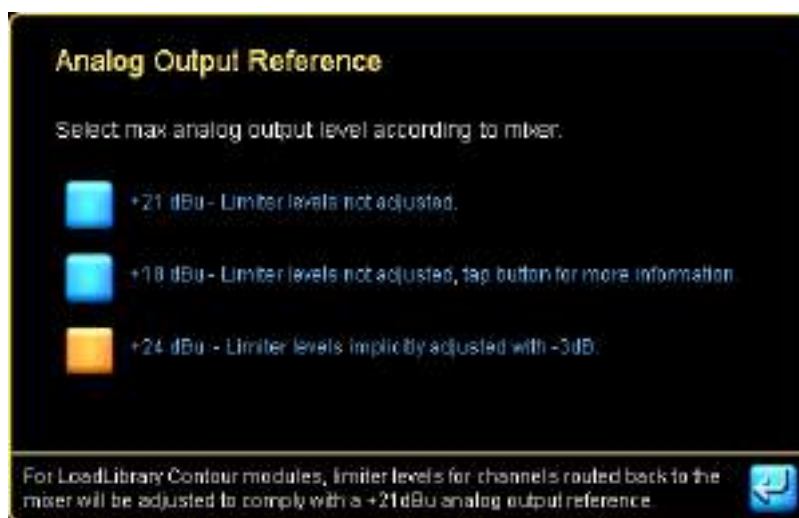 Analog Output Reference
Select max analog output level according to mixer.
+21 dBu - Limiter levels not adjusted.
+18 dBu - Limiter levels not adjusted, tap button for more information.
+24 dBu - Limiter levels implicitly adjusted with -3dB.
For LoadLibrary Contour modules, limiter levels for channels routed back to the
mixer will be adjusted to comply with a +21dBu analog output reference.